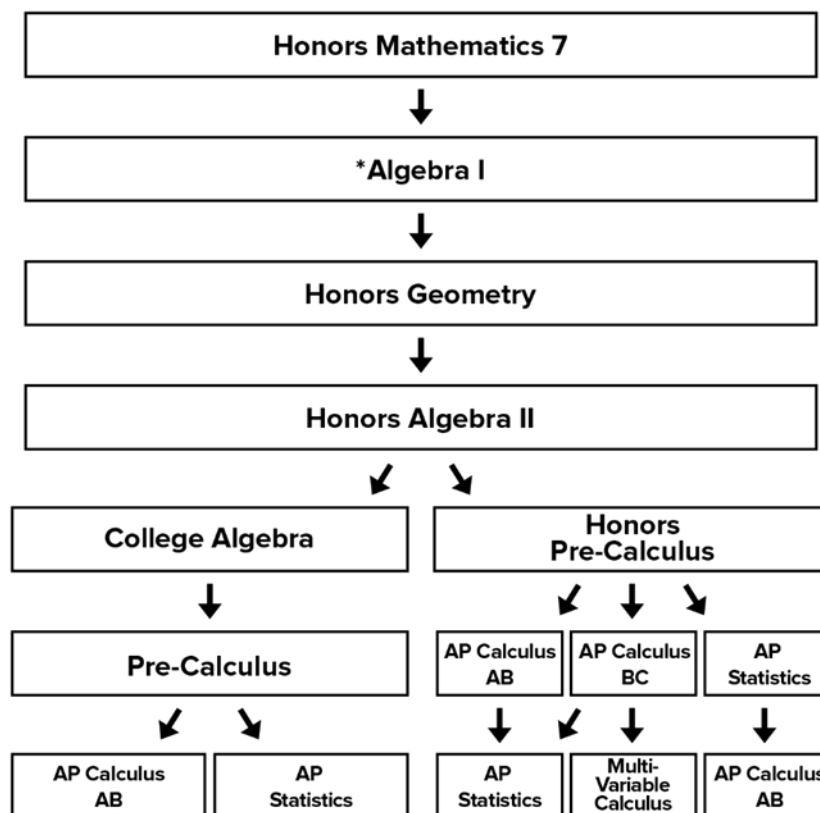 Honors Mathematics 7
*Algebra I
Honors Geometry
Honors Algebra II
College Algebra
Honors
Pre-Calculus
Pre-Calculus
AP Calculus
AB
AP Calculus
BC
AP
Statistics
AP Calculus
AB
AP
Statistics
AP
Statistics
Multi-
Variable
Calculus
AP Calculus
AB